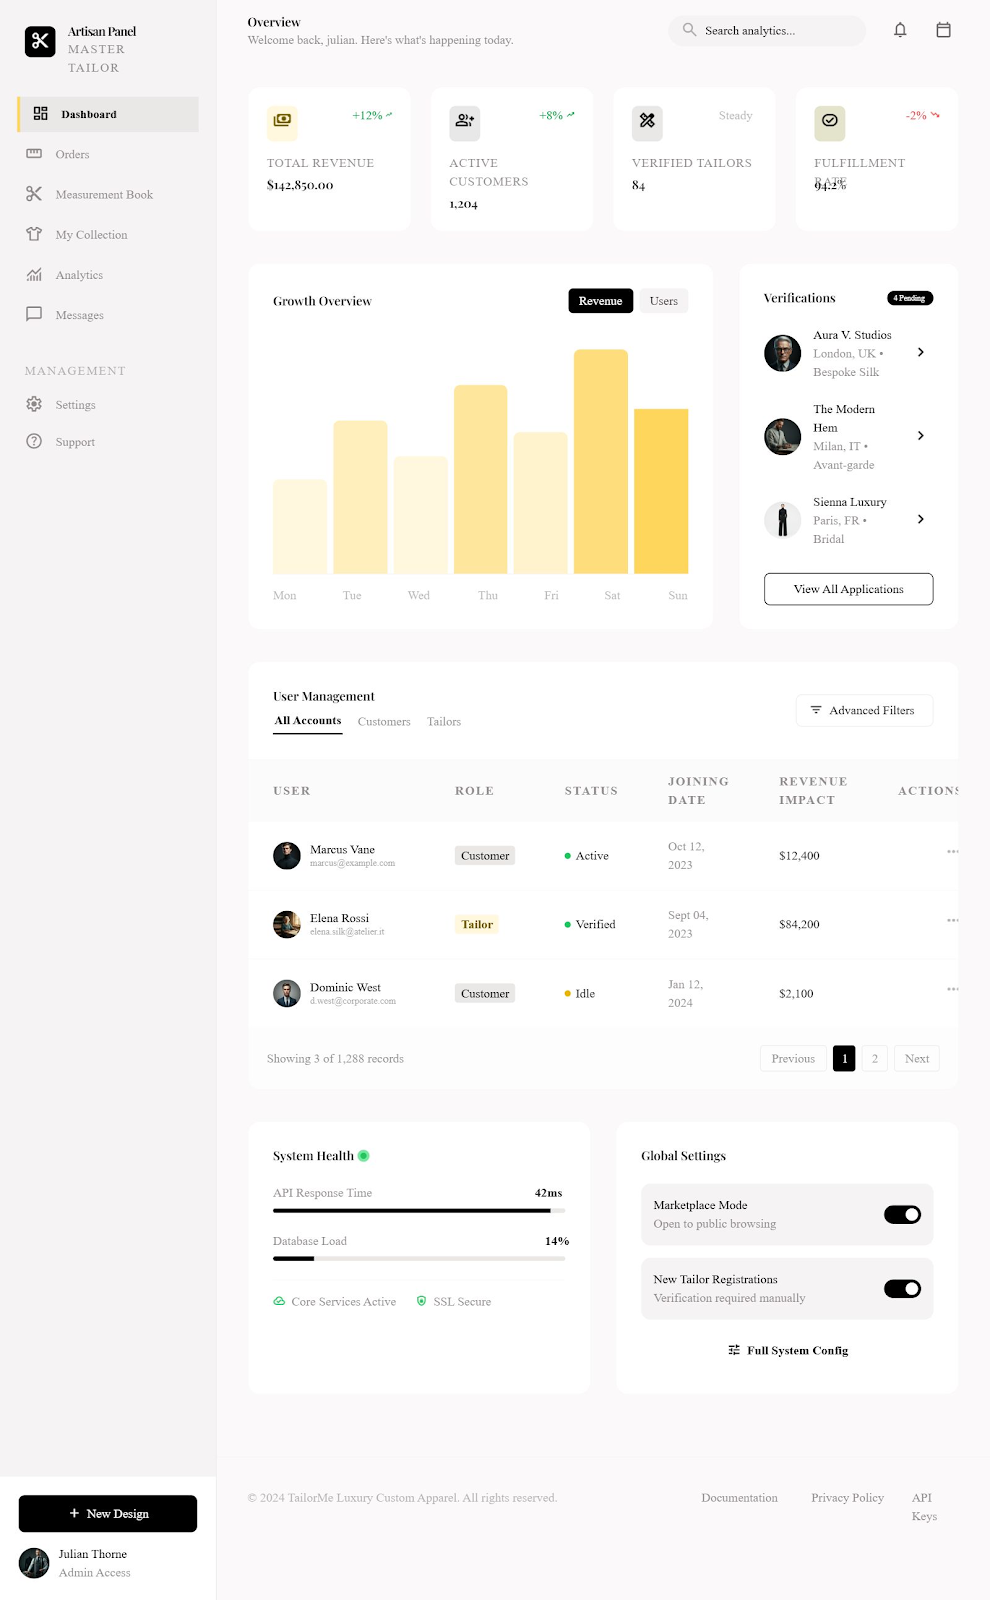 Artisan Panel
MASTER
TAILOR
Dashboard
Orders
Measurement Book
My Collection
Analytics
Messages
MANAGEMENT
Settings
Support
New Design
Julian Thorne
Admin Access
Overview
Welcome back, julian. Here's what's happening today.
Search analytics...
+12%
TOTAL REVENUE
$142,850.00
+8%
ACTIVE
CUSTOMERS
1,204
Steady
VERIFIED TAILORS
84
-2%
FULFILLMENT
RATE
94.2%
Growth Overview
Revenue
Users
Mon Tue Wed Thu Fri Sat Sun
Verifications
4 Pending
Aura V. Studios
London, UK •
Bespoke Silk
The Modern
Hem
Milan, IT •
Avant-garde
Sienna Luxury
Paris, FR •
Bridal
View All Applications
User Management
All Accounts Customers Tailors
Advanced Filters
USER
ROLE
STATUS
JOINING
DATE
REVENUE
IMPACT
ACTIONS
Marcus Vane
marcus@example.com
Customer
Active
Oct 12,
2023
$12,400
Elena Rossi
elena.silk@atelier.it
Tailor
Verified
Sept 04,
2023
$84,200
Dominic West
d.west@corporate.com
Customer
Idle
Jan 12,
2024
$2,100
Showing 3 of 1,288 records
Previous 1 2 Next
System Health
API Response Time 42ms
Database Load 14%
Core Services Active SSL Secure
Global Settings
Marketplace Mode
Open to public browsing
New Tailor Registrations
Verification required manually
Full System Config
© 2024 TailorMe Luxury Custom Apparel. All rights reserved.
Documentation
Privacy Policy
API
Keys